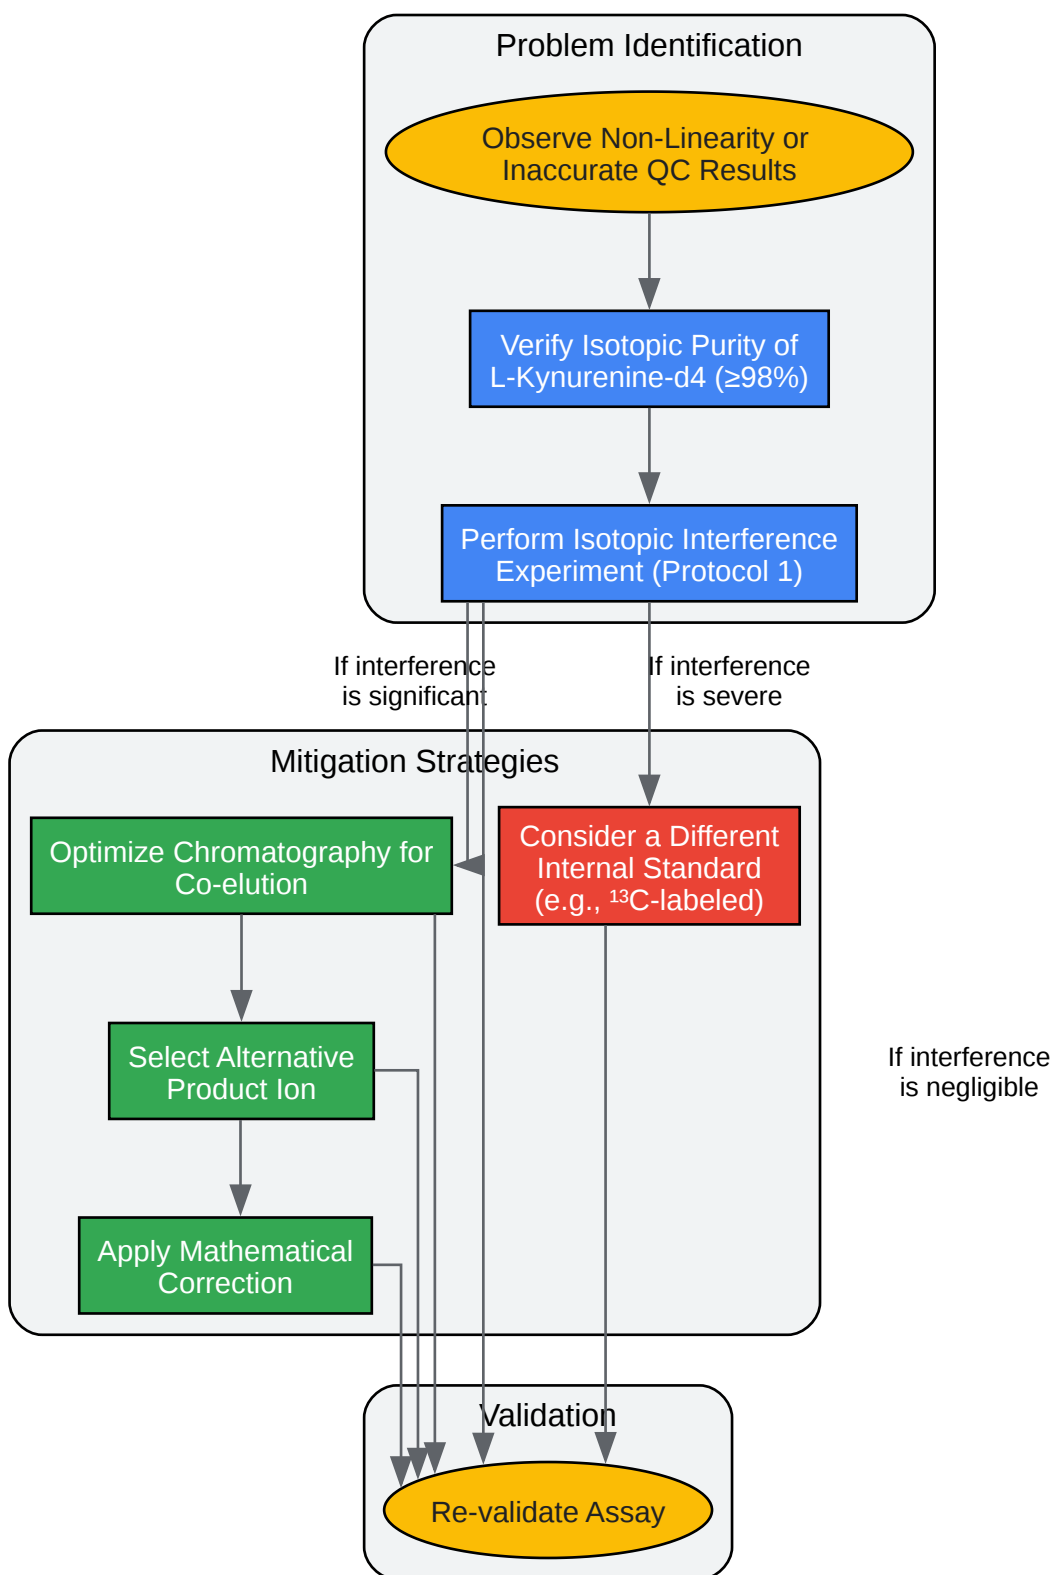 Problem Identification
Observe Non-Linearity or
Inaccurate QC Results
Verify Isotopic Purity of
L-Kynurenine-d4 (≥98%)
Perform Isotopic Interference
Experiment (Protocol 1)
If interference
is significant
If interference
is severe
Mitigation Strategies
Optimize Chromatography for
Co-elution
Consider a Different
Internal Standard
(e.g., ¹³C-labeled)
Select Alternative
Product Ion
If interference
is negligible
Apply Mathematical
Correction
Validation
Re-validate Assay